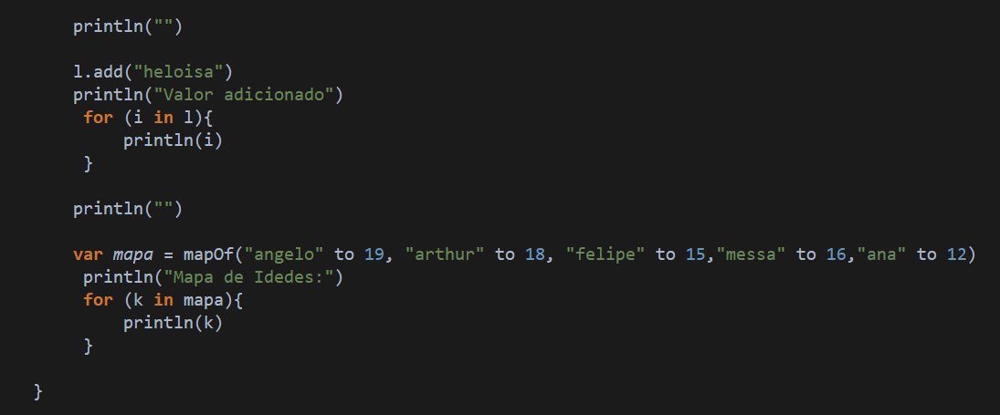 println("")
l.add("heloisa")
println("Valor adicionado")
for (i in l){
println(i)
}
println("")
var mapa = mapOf("angelo" to 19, "arthur" to 18, "felipe" to 15,"messa" to 16,"ana" to 12)
println("Mapa de Idedes:")
for (k in mapa){
println(k)
}
}